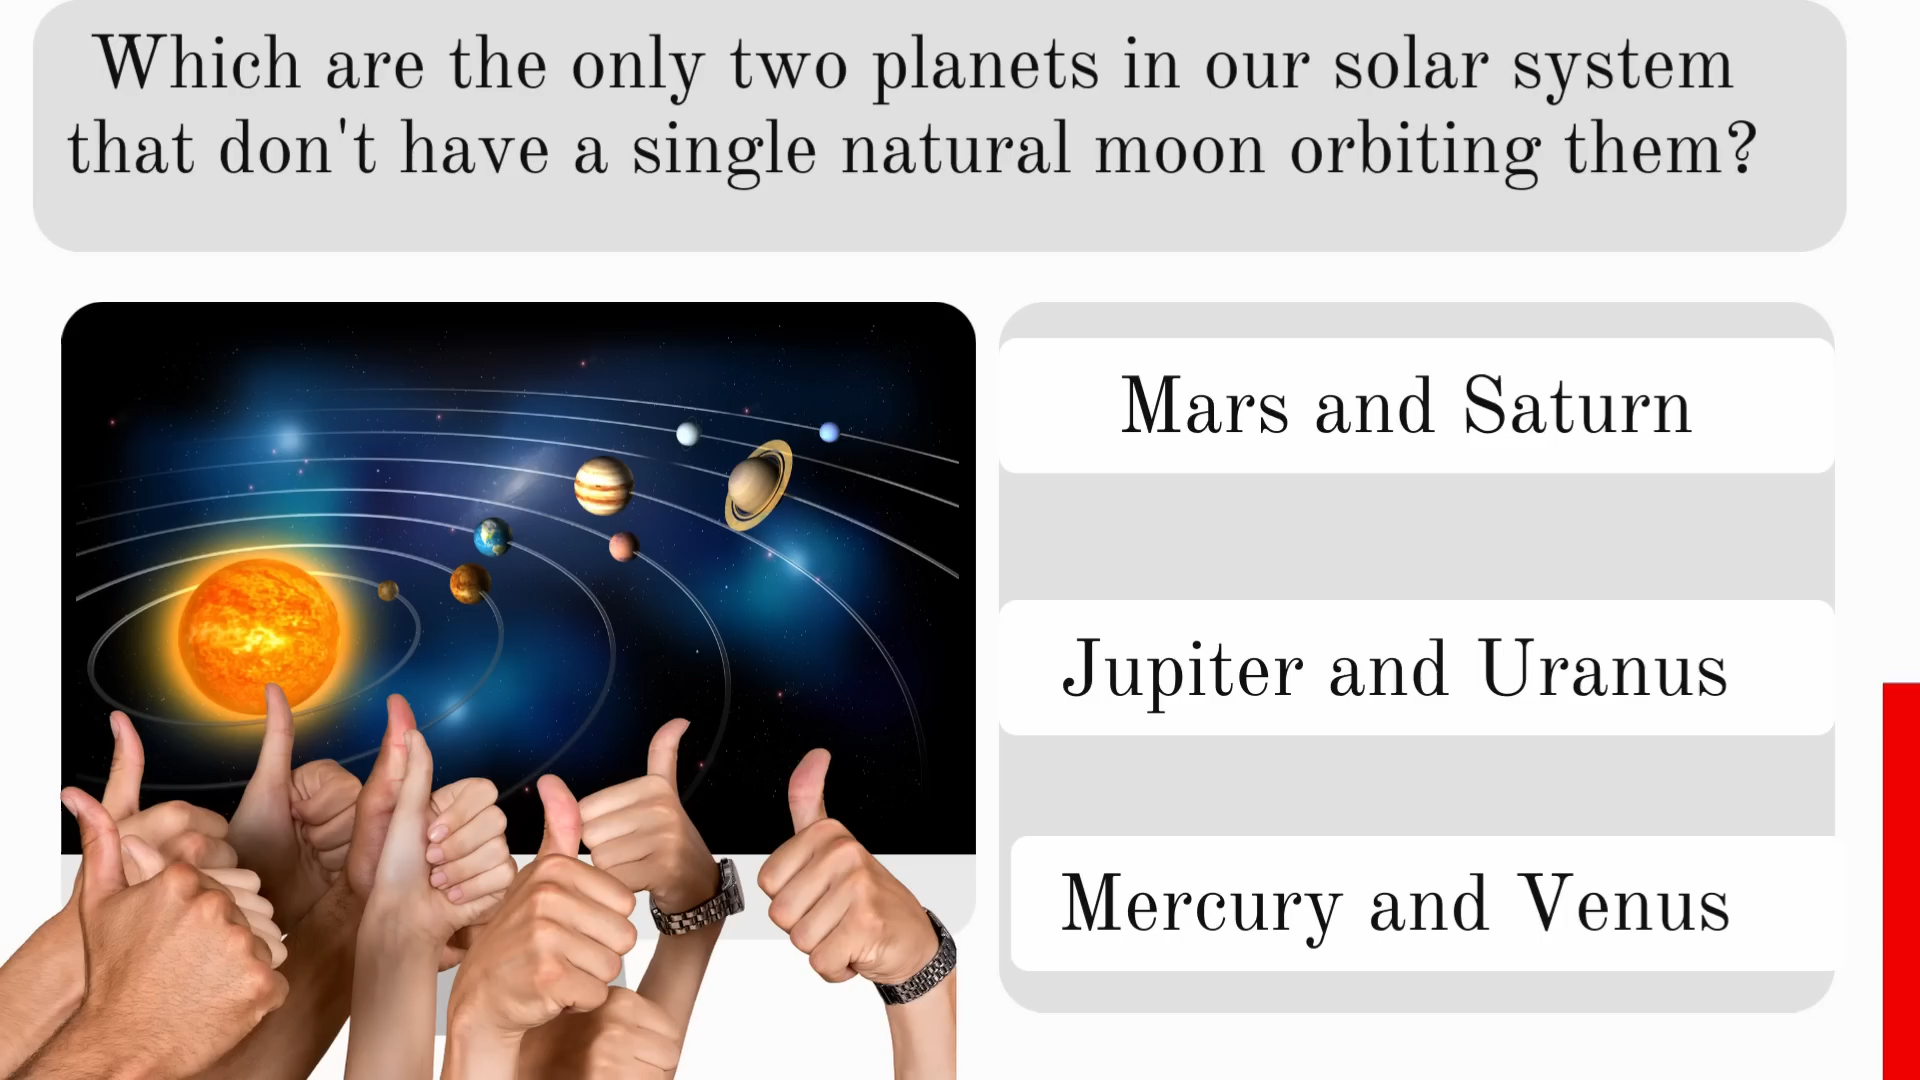 Which are the only two planets in our solar system
that don't have a single natural moon orbiting them?
Mars and Saturn
Jupiter and Uranus
Mercury and Venus